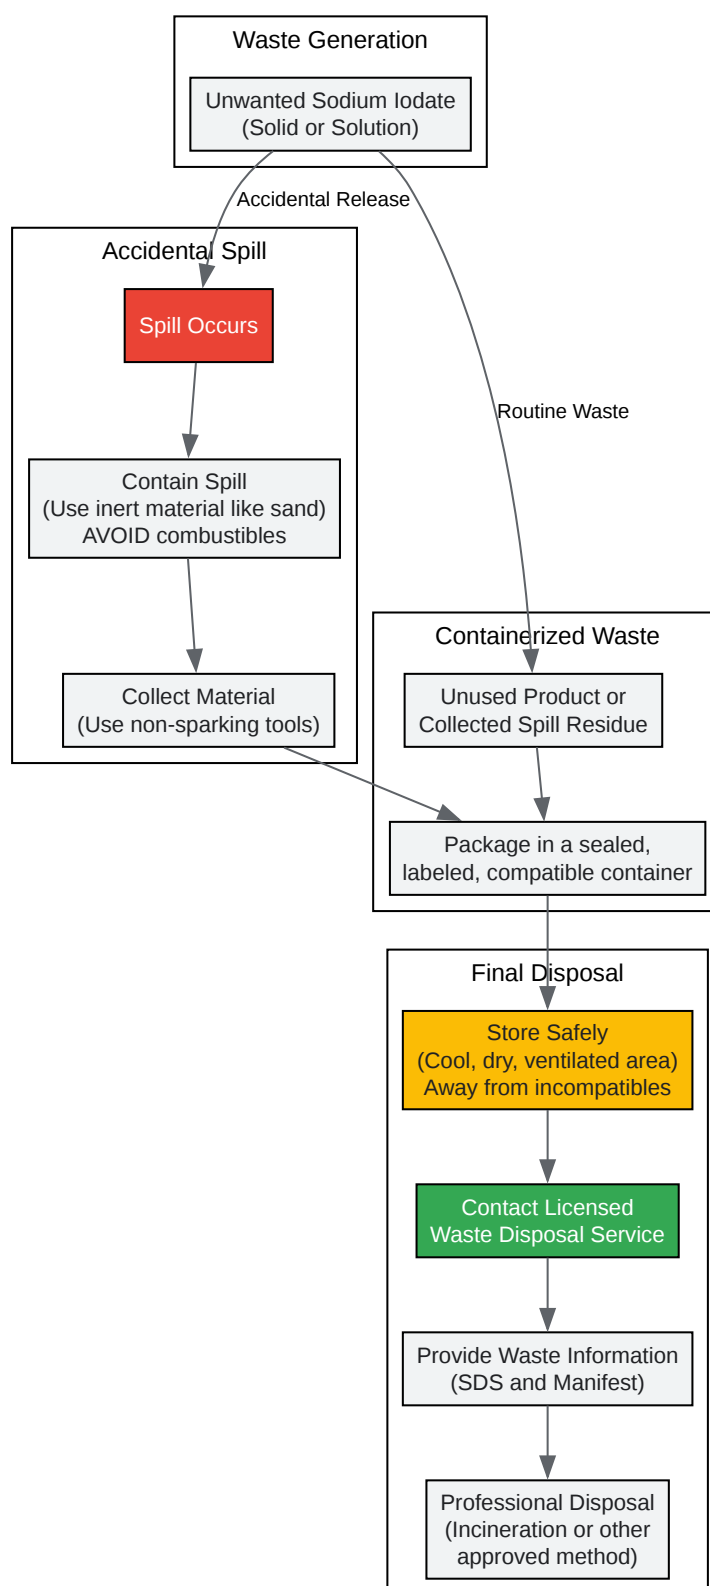 Waste Generation
Unwanted Sodium Iodate
(Solid or Solution)
Accidental Release
Accidental Spill
Spill Occurs
Routine Waste
Contain Spill
(Use inert material like sand)
AVOID combustibles
Containerized Waste
Collect Material
(Use non-sparking tools)
Unused Product or
Collected Spill Residue
Package in a sealed,
labeled, compatible container
Final Disposal
Store Safely
(Cool, dry, ventilated area)
Away from incompatibles
Contact Licensed
Waste Disposal Service
Provide Waste Information
(SDS and Manifest)
Professional Disposal
(Incineration or other
approved method)